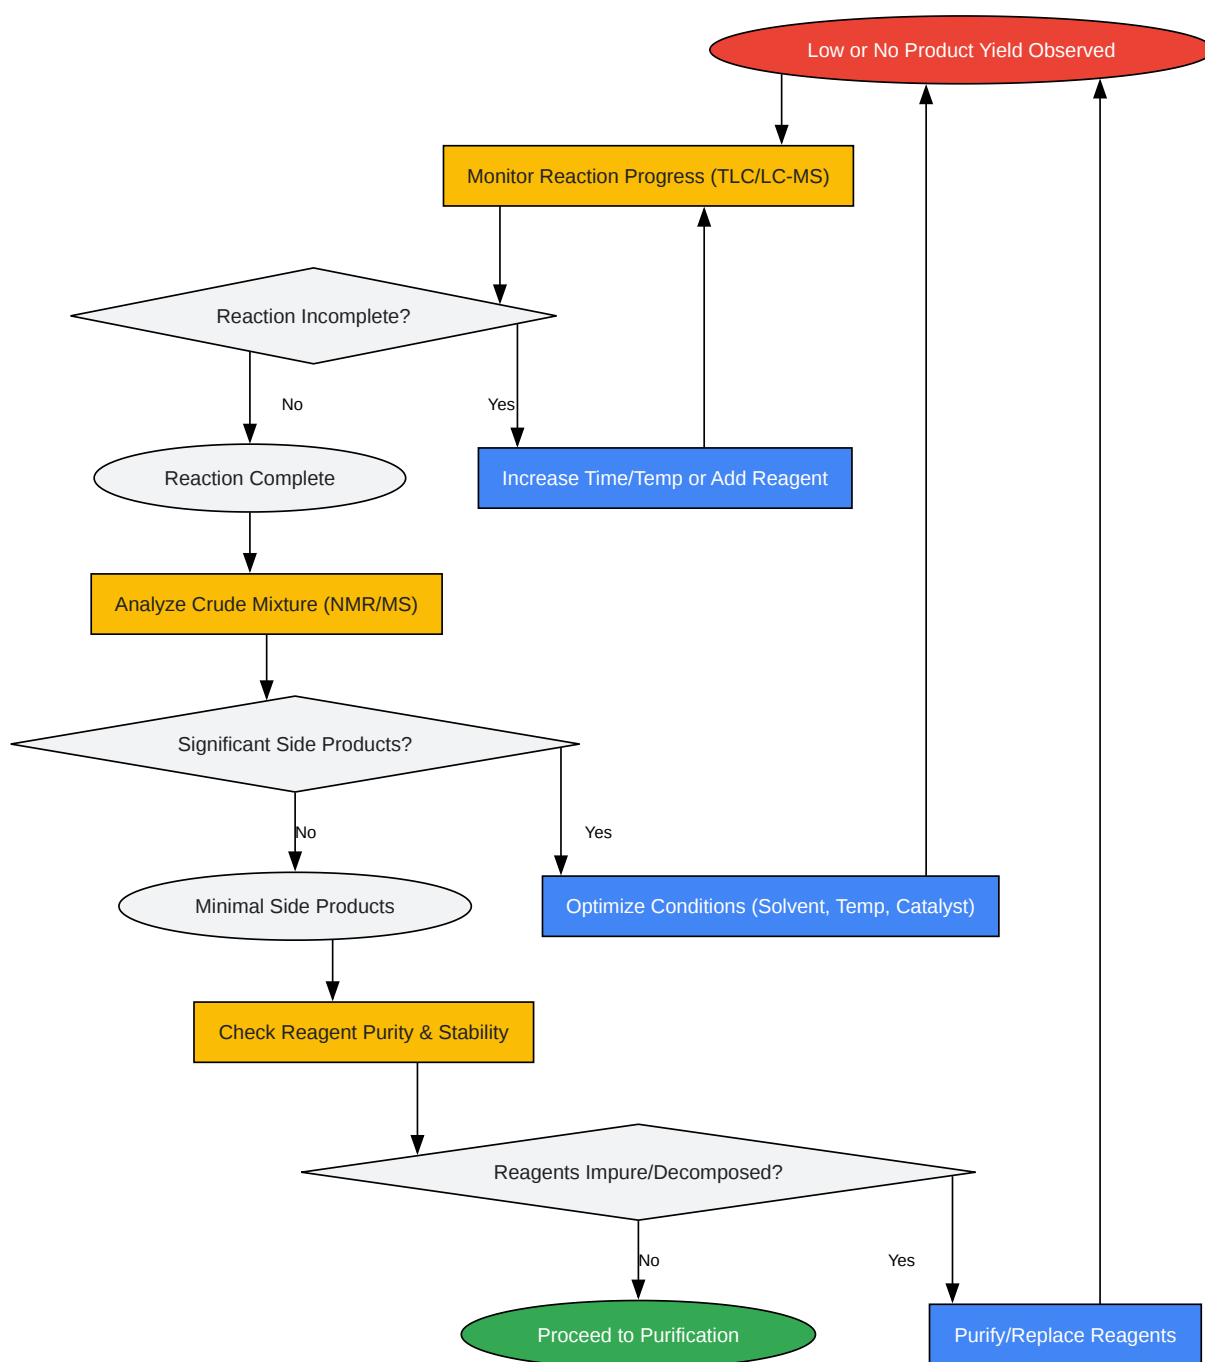 Low or No Product Yield Observed
Monitor Reaction Progress (TLC/LC-MS)
Reaction Incomplete?
No
Yes
Reaction Complete
Increase Time/Temp or Add Reagent
Analyze Crude Mixture (NMR/MS)
Significant Side Products?
No
Yes
Minimal Side Products
Optimize Conditions (Solvent, Temp, Catalyst)
Check Reagent Purity & Stability
Reagents Impure/Decomposed?
No
Yes
Proceed to Purification
Purify/Replace Reagents